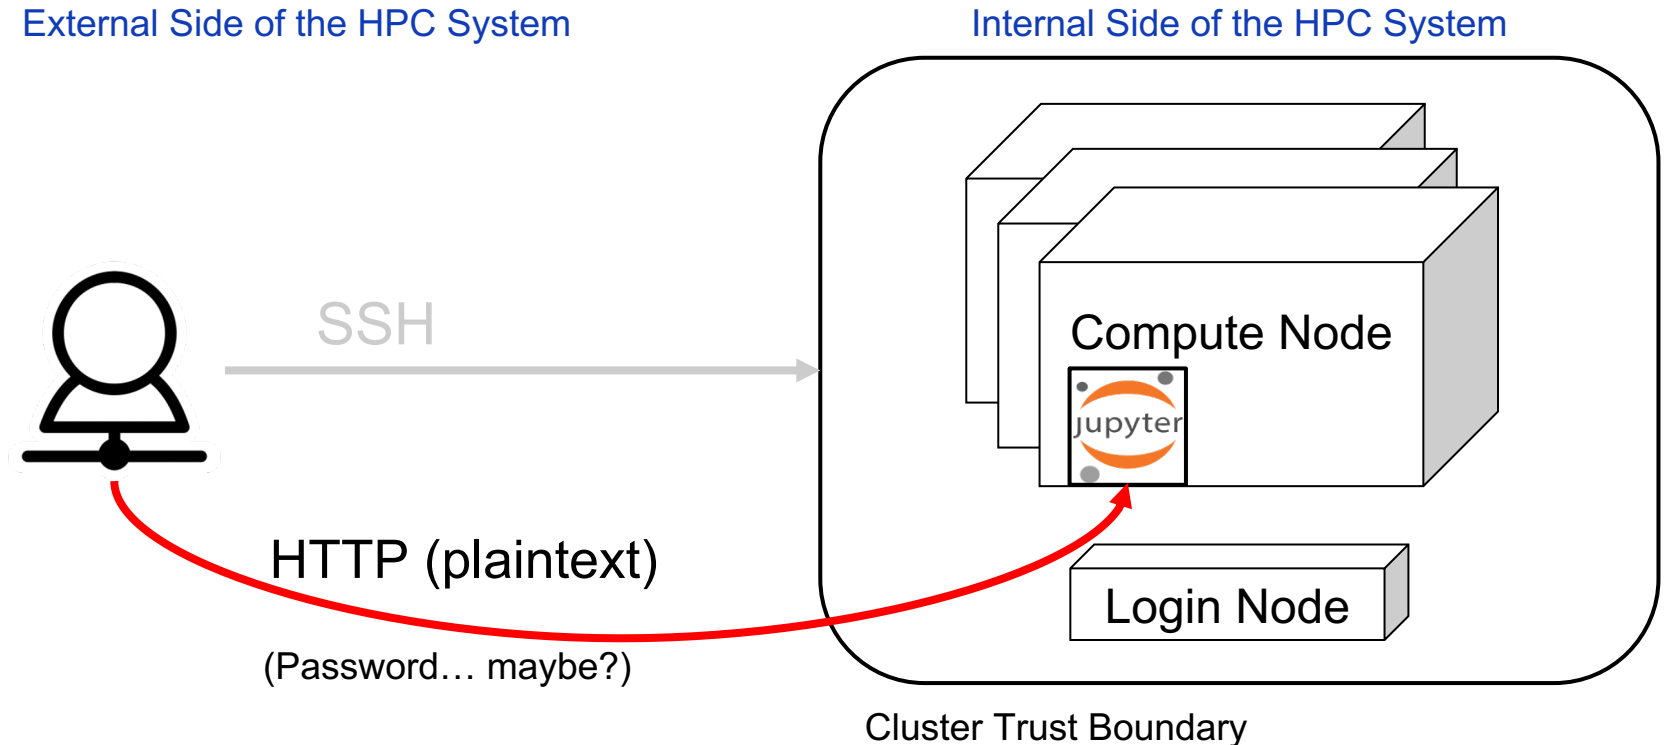 External Side of the HPC System
Internal Side of the HPC System
SSH
Compute Node
jupyter
HTTP (plaintext)
Login Node
(Password… maybe?)
Cluster Trust Boundary